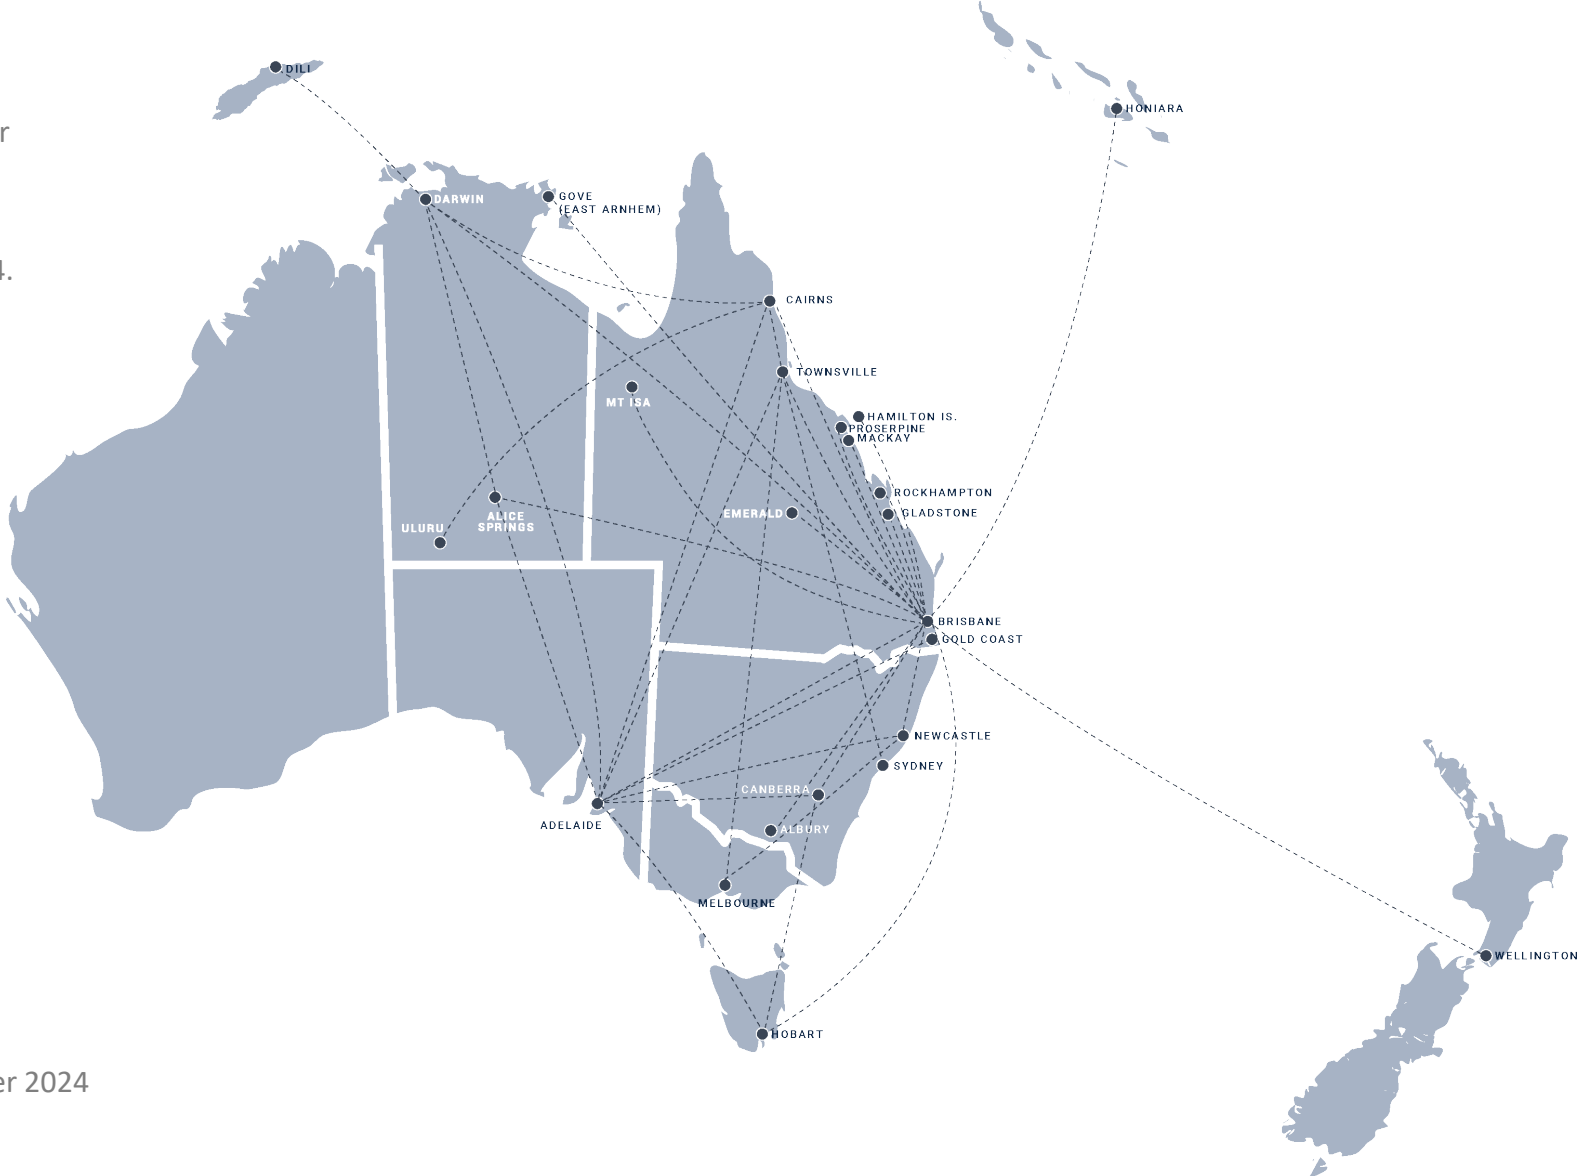 DILI
HONIARA
r
DARWIN
GOVE
(EAST ARNHEM)
4.
CAIRNS
TOWNSVILLE
MT ISA
HAMILTON IS.
PROSERPINE
MACKAY
ROCKHAMPTON
EMERALD
GLADSTONE
ALICE
SPRINGS
ULURU
BRISBANE
GOLD COAST
NEWCASTLE
SYDNEY
CANBERRA
ADELAIDE
ALBURY
MELBOURNE
WELLINGTON
HOBART
er 2024